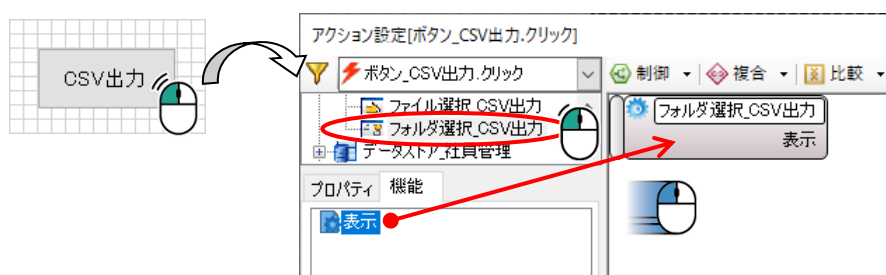 CSV出力
アクション設定[ボタン_CSV出力.クリック]
ボタン_CSV出力.クリック
制御
複合
比較
ファイル選択_CSV出力
フォルダ選択_CSV出力
データストア_社員管理
プロパティ
機能
表示
フォルダ選択_CSV出力
表示